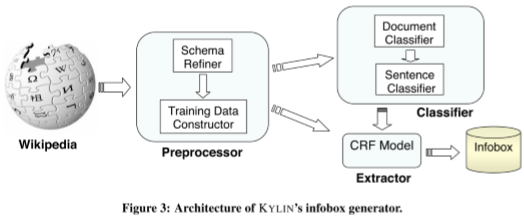 Schema
Refiner
Training Data
Constructor
Preprocessor
Wikipedia
Document
Classifier
Sentence
Classifier
Classifier
CRF Model
Extractor
Infobox
Figure 3: Architecture of KYLIN's infobox generator.